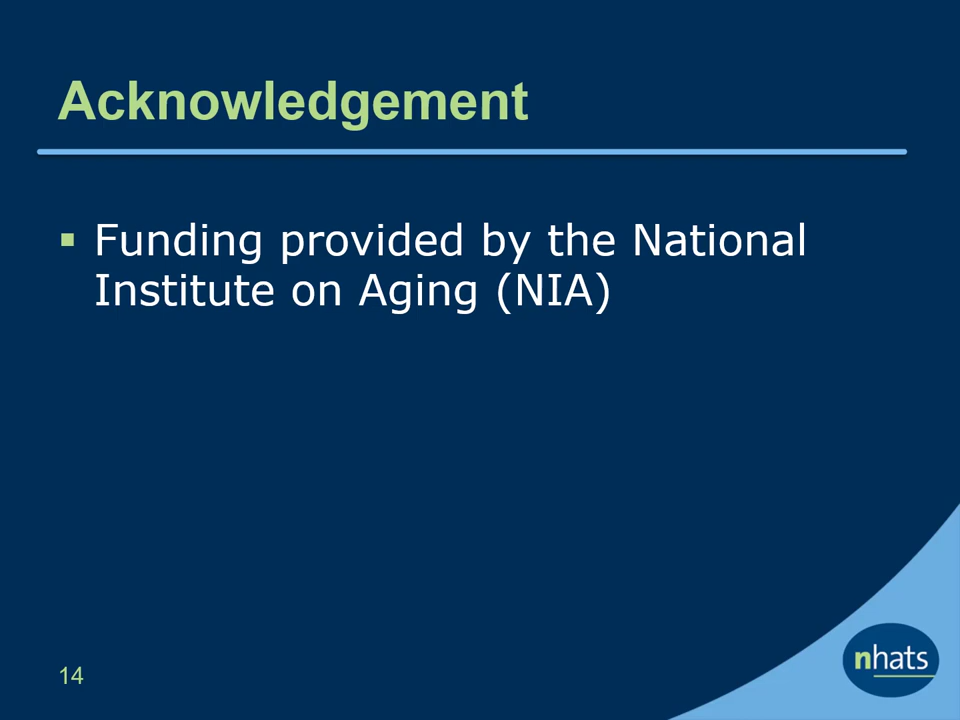 Acknowledgement
▪ Funding provided by the National
Institute on Aging (NIA)
14
nhats